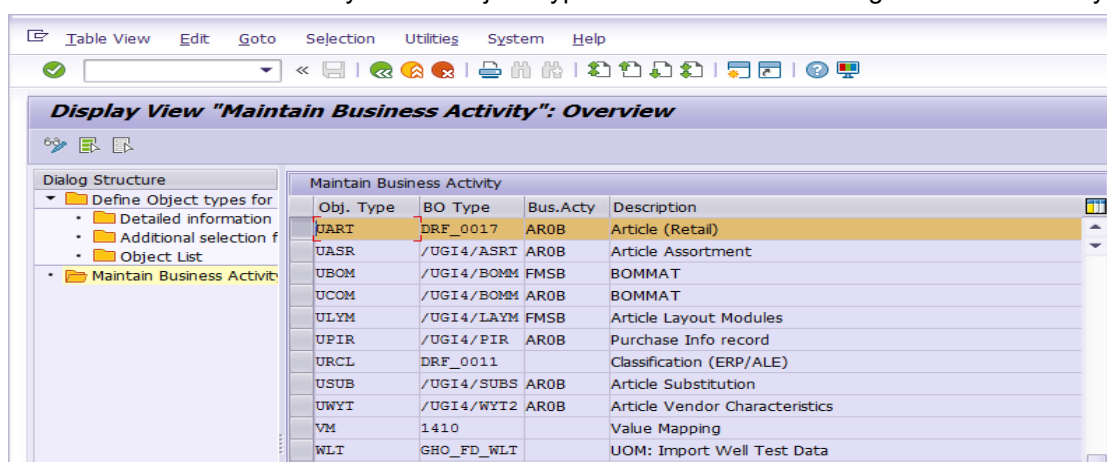 Table View Edit Goto Selection Utilities System Help
Display View "Maintain Business Activity": Overview
Dialog Structure
Define Object types for
Detailed information
Additional selection f
Object List
Maintain Business Activit
Maintain Business Activity
Obj. Type BO Type Bus.Acty Description
UART DRF_0017 AR0B Article (Retail)
UASR /UGI4/ASRT AR0B Article Assortment
UBOM /UGI4/BOMM FMSB BOMMAT
UCOM /UGI4/BOMM AR0B BOMMAT
ULYM /UGI4/LAYM FMSB Article Layout Modules
UPIR /UGI4/PIR AR0B Purchase Info record
URCL DRF_0011 Classification (ERP/ALE)
USUB /UGI4/SUBS AR0B Article Substitution
UWYT /UGI4/WYT2 AR0B Article Vendor Characteristics
VM 1410 Value Mapping
WLT GHO_FD_WLT UOM: Import Well Test Data